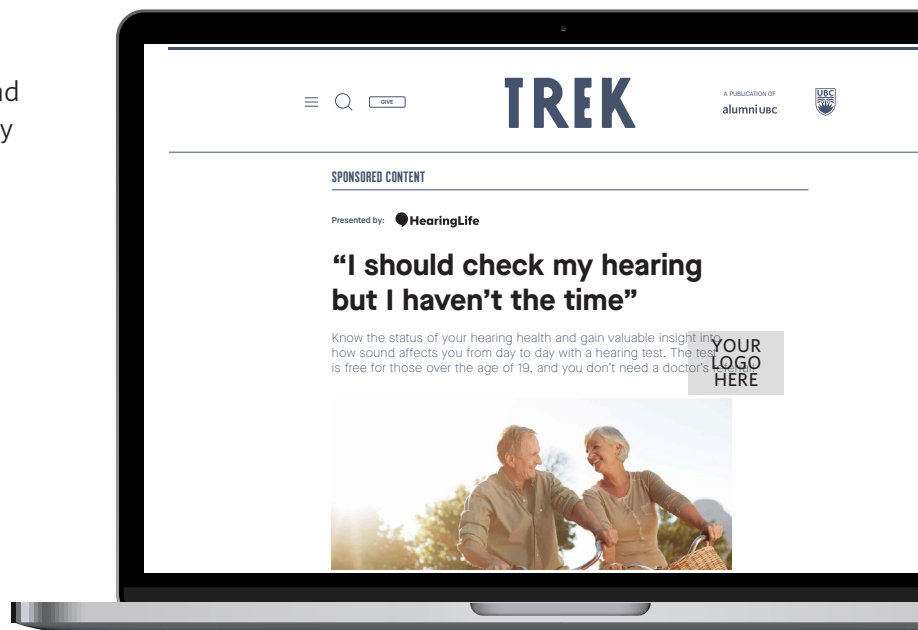 nd
y
GIVE
TREK
A PUBLICATION OF
alumni UBC
UBC
SPONSORED CONTENT
Presented by: HearingLife
“I should check my hearing
but I haven’t the time”
Know the status of your hearing health and gain valuable insight into
how sound affects you from day to day with a hearing test. The test
is free for those over the age of 19, and you don’t need a doctor’s referral!
YOUR
LOGO
HERE